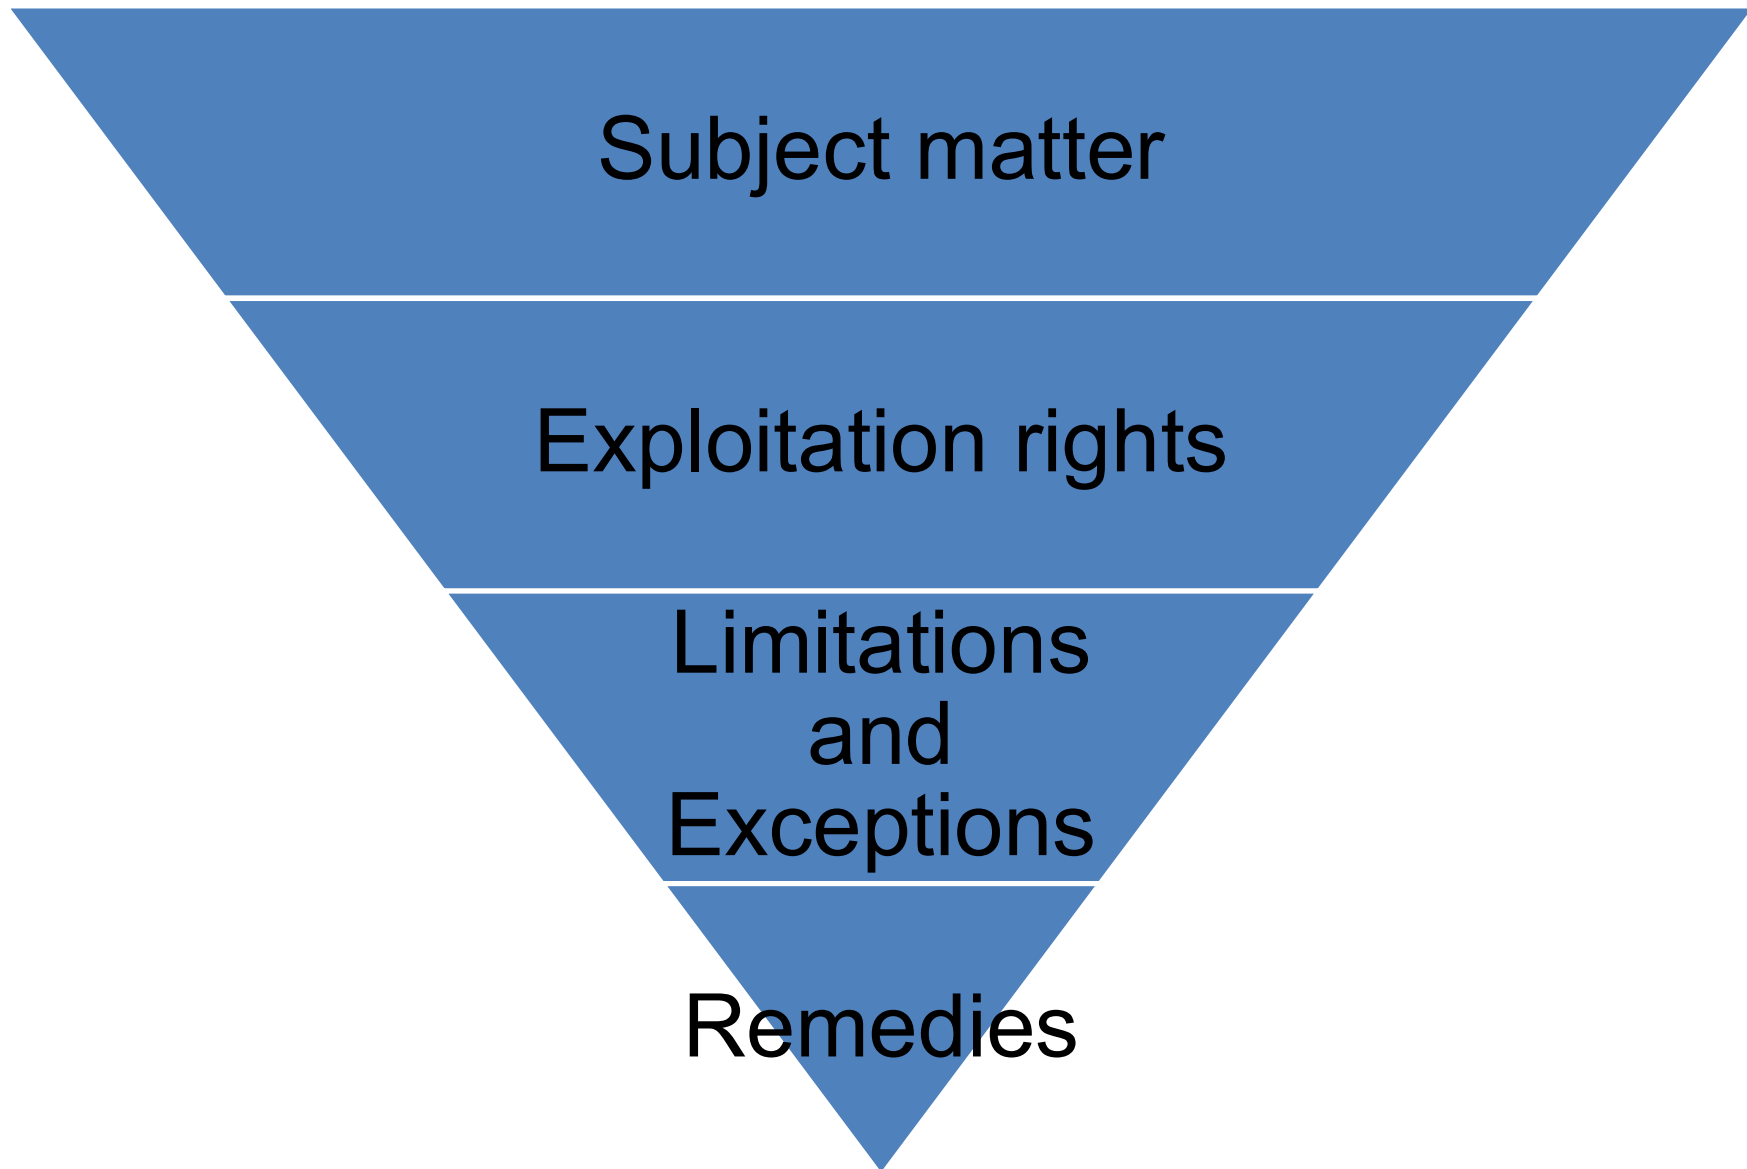 Subject matter
Exploitation rights
Limitations
and
Exceptions
Remedies